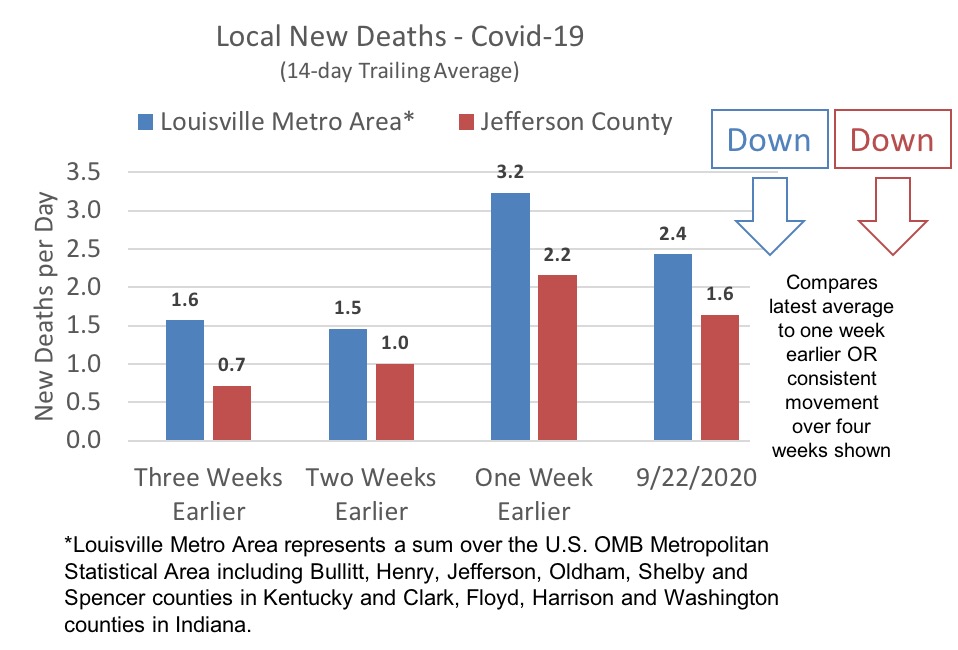 Local New Deaths - Covid-19
(14-day Trailing Average)
Louisville Metro Area*
Jefferson County
Down
Down
New Deaths per Day
3.5
3.0
2.5
2.0
1.5
1.0
0.5
0.0
1.6
0.7
1.5
1.0
3.2
2.2
2.4
1.6
Three Weeks
Earlier
Two Weeks
Earlier
One Week
Earlier
9/22/2020
Compares
latest average
to one week
earlier OR
consistent
movement
over four
weeks shown
*Louisville Metro Area represents a sum over the U.S. OMB Metropolitan
Statistical Area including Bullitt, Henry, Jefferson, Oldham, Shelby and
Spencer counties in Kentucky and Clark, Floyd, Harrison and Washington
counties in Indiana.